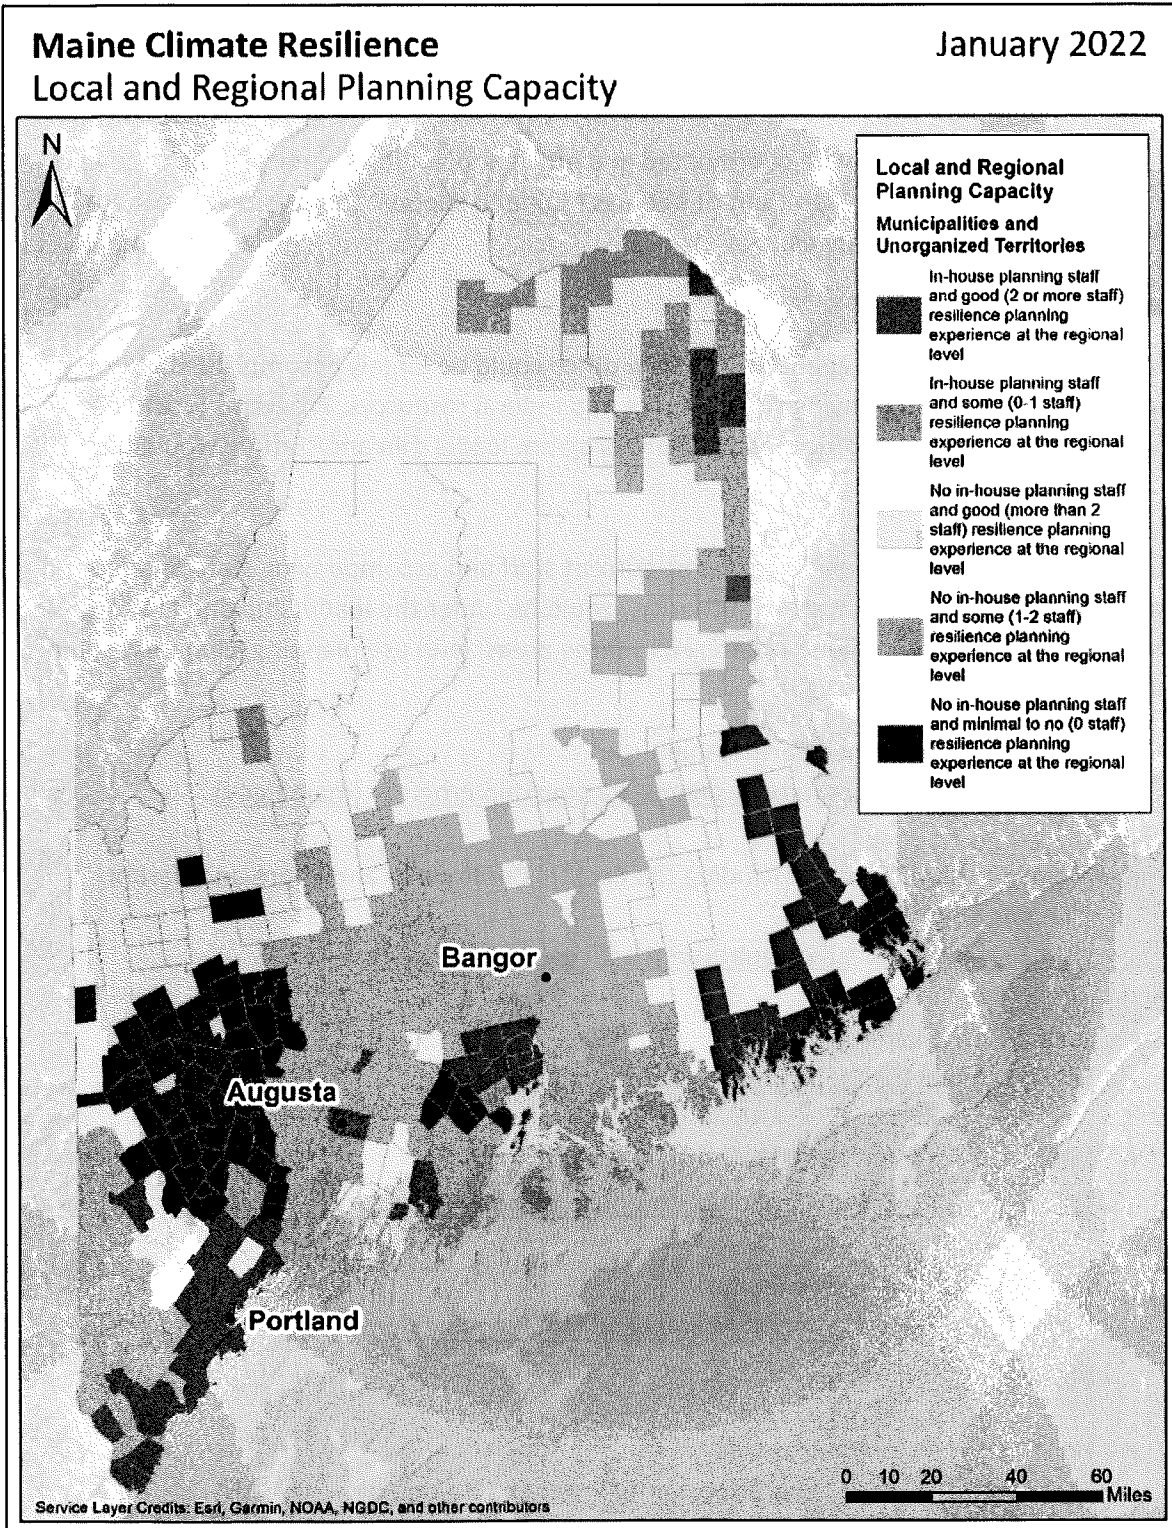 Maine Climate Resilience
January 2022
Local and Regional Planning Capacity
N
Local and Regional
Planning Capacity
Municipalities and
Unorganized Territories
In-house planning staff
and good (2 or more staff)
resilience planning
experience at the regional
level
In-house planning staff
and some (0-1 staff)
resilience planning
experience at the regional
level
No in-house planning staff
and good (more than 2
staff) resilience planning
experience at the regional
level
No in-house planning staff
and some (1-2 staff)
resilience planning
experience at the regional
level
No in-house planning staff
and minimal to no (0 staff)
resilience planning
experience at the regional
level
Bangor
Augusta
Portland
0 10 20 40 60
Miles
Service Layer Credits: Esri, Garmin, NOAA, NGDC, and other contributors